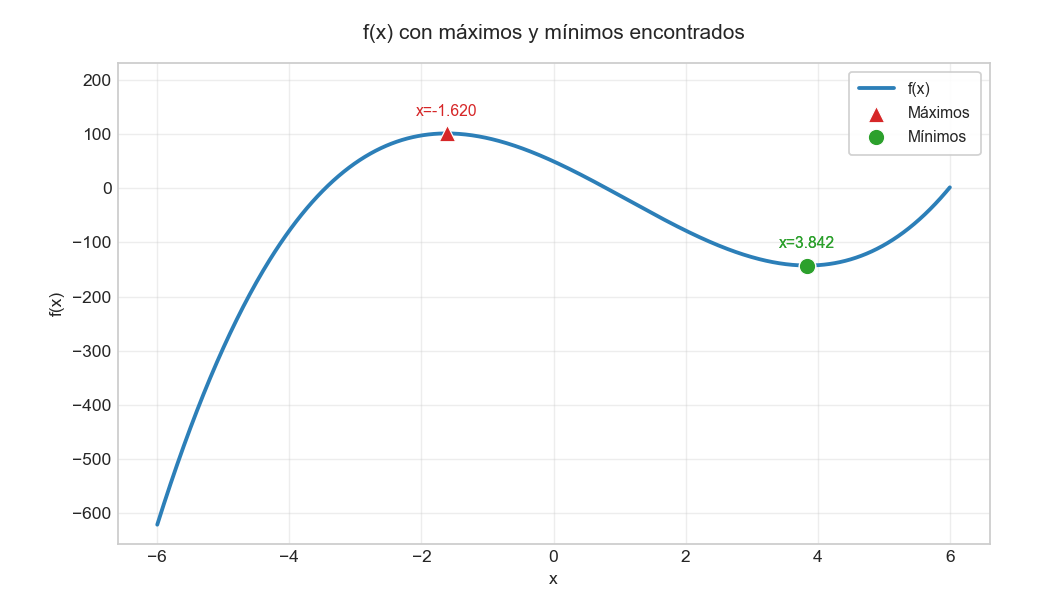 f(x) con máximos y mínimos encontrados
200
100
0
−100
−200
−300
−400
−500
−600
f(x)
x=-1.620
x=3.842
f(x)
Máximos
Mínimos
−6
−4
−2
0
2
4
6
x